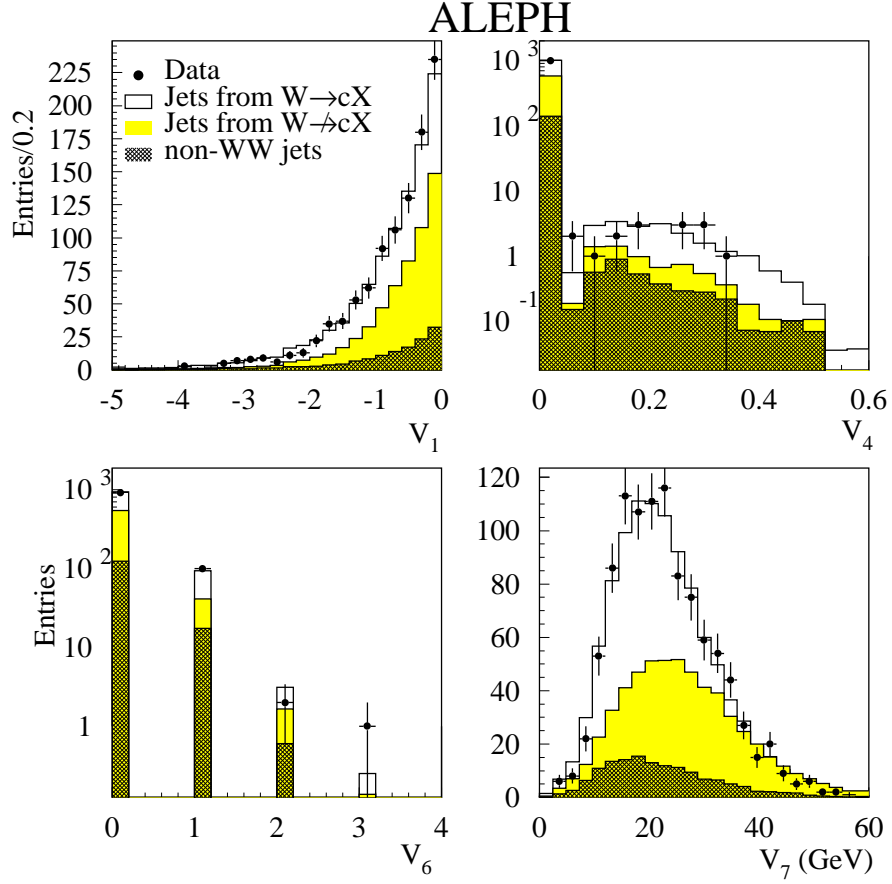 ALEPH
Entries/0.2
225
200
175
150
125
100
75
50
25
0
Data
Jets from W→cX
Jets from W↛cX
non-WW jets
-5 -4 -3 -2 -1 0
V1
10^3
10^2
10
1
10^-1
0 0.2 0.4 0.6
V4
Entries
10^3
10^2
10
1
0 1 2 3 4
V6
120
100
80
60
40
20
0
0 20 40 60
V7 (GeV)